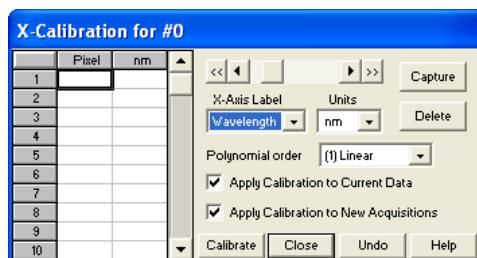 X-Calibration for #0
Pixel nm
1
2
3
4
5
6
7
8
9
10
<< >> Capture
X-Axis Label Units
Wavelength nm Delete
Polynomial order (1) Linear
Apply Calibration to Current Data
Apply Calibration to New Acquisitions
Calibrate Close Undo Help